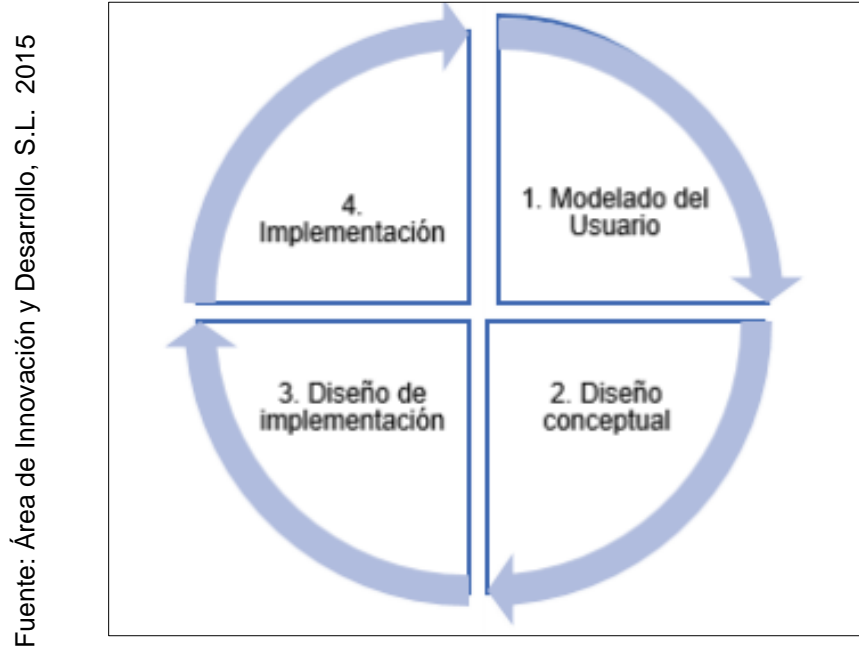 Fuente: Área de Innovación y Desarrollo, S.L. 2015
1. Modelado del
Usuario
2. Diseño
conceptual
3. Diseño de
implementación
4.
Implementación